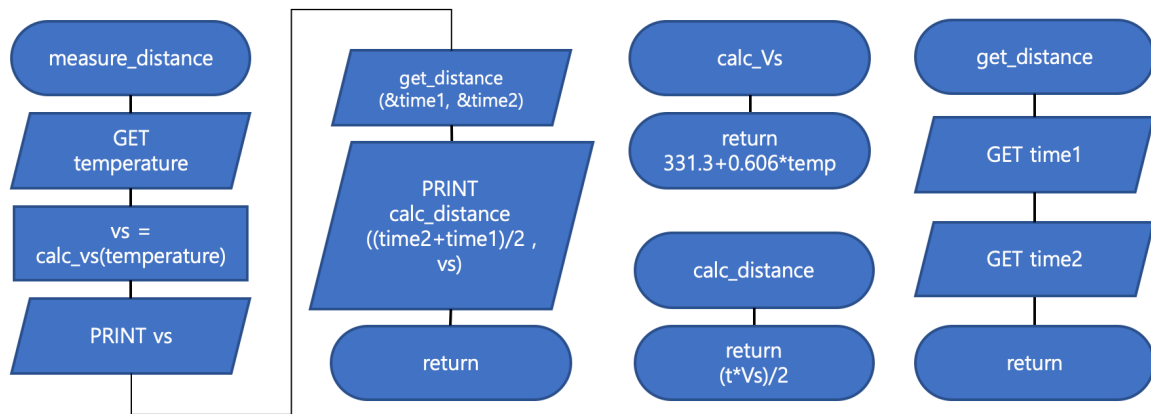 measure_distance
GET
temperature
vs =
calc_vs(temperature)
PRINT vs
get_distance
(&time1, &time2)
PRINT
calc_distance
((time2+time1)/2 ,
vs)
return
calc_Vs
return
331.3+0.606*temp
calc_distance
return
(t*Vs)/2
get_distance
GET time1
GET time2
return